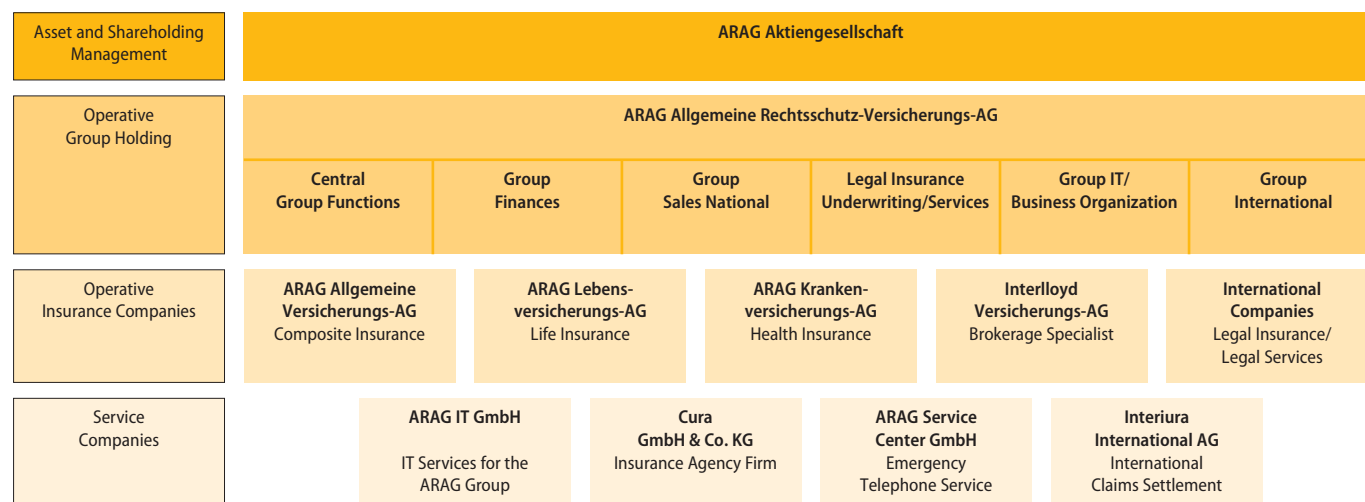 Asset and Shareholding
Management
ARAG Aktiengesellschaft
Operative
Group Holding
ARAG Allgemeine Rechtsschutz-Versicherungs-AG
Central
Group Functions
Group
Finances
Group
Sales National
Legal Insurance
Underwriting/Services
Group IT/
Business Organization
Group
International
Operative
Insurance Companies
ARAG Allgemeine
Versicherungs-AG
Composite Insurance
ARAG Lebens-
versicherungs-AG
Life Insurance
ARAG Kranken-
versicherungs-AG
Health Insurance
Interlloyd
Versicherungs-AG
Brokerage Specialist
International
Companies
Legal Insurance/
Legal Services
Service
Companies
ARAG IT GmbH
IT Services for the
ARAG Group
Cura
GmbH & Co. KG
Insurance Agency Firm
ARAG Service
Center GmbH
Emergency
Telephone Service
Interiura
International AG
International
Claims Settlement